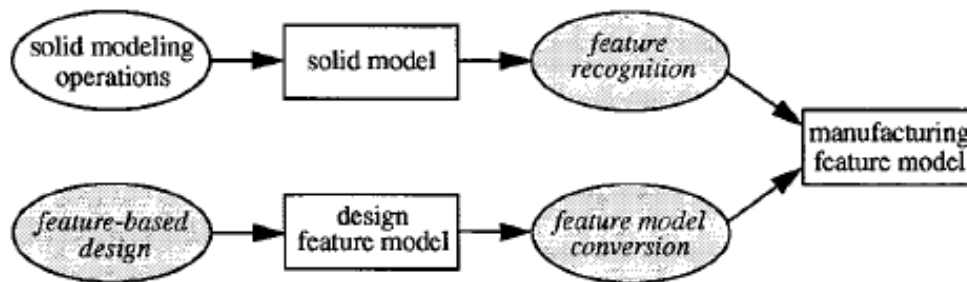 solid modeling
operations
solid model
feature
recognition
manufacturing
feature model
feature-based
design
design
feature model
feature model
conversion